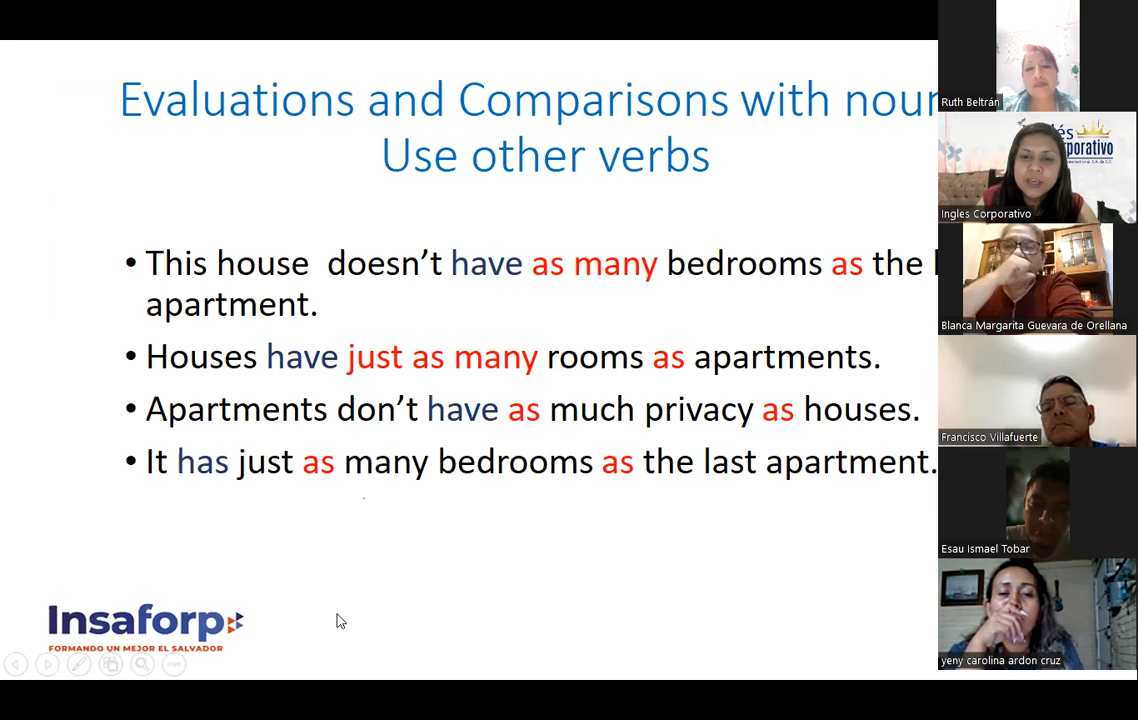 Evaluations and Comparisons with nour
Use other verbs
• This house doesn’t have as many bedrooms as the l
apartment.
• Houses have just as many rooms as apartments.
• Apartments don’t have as much privacy as houses.
• It has just as many bedrooms as the last apartment.
Insaforp
FORMANDO UN MEJOR EL SALVADOR
Ruth Beltrán
és
rporativo
Ingles Corporativo
Blanca Margarita Guevara de Orellana
Francisco Villafuerte
Esau Ismael Tobar
yeny carolina ardon cruz